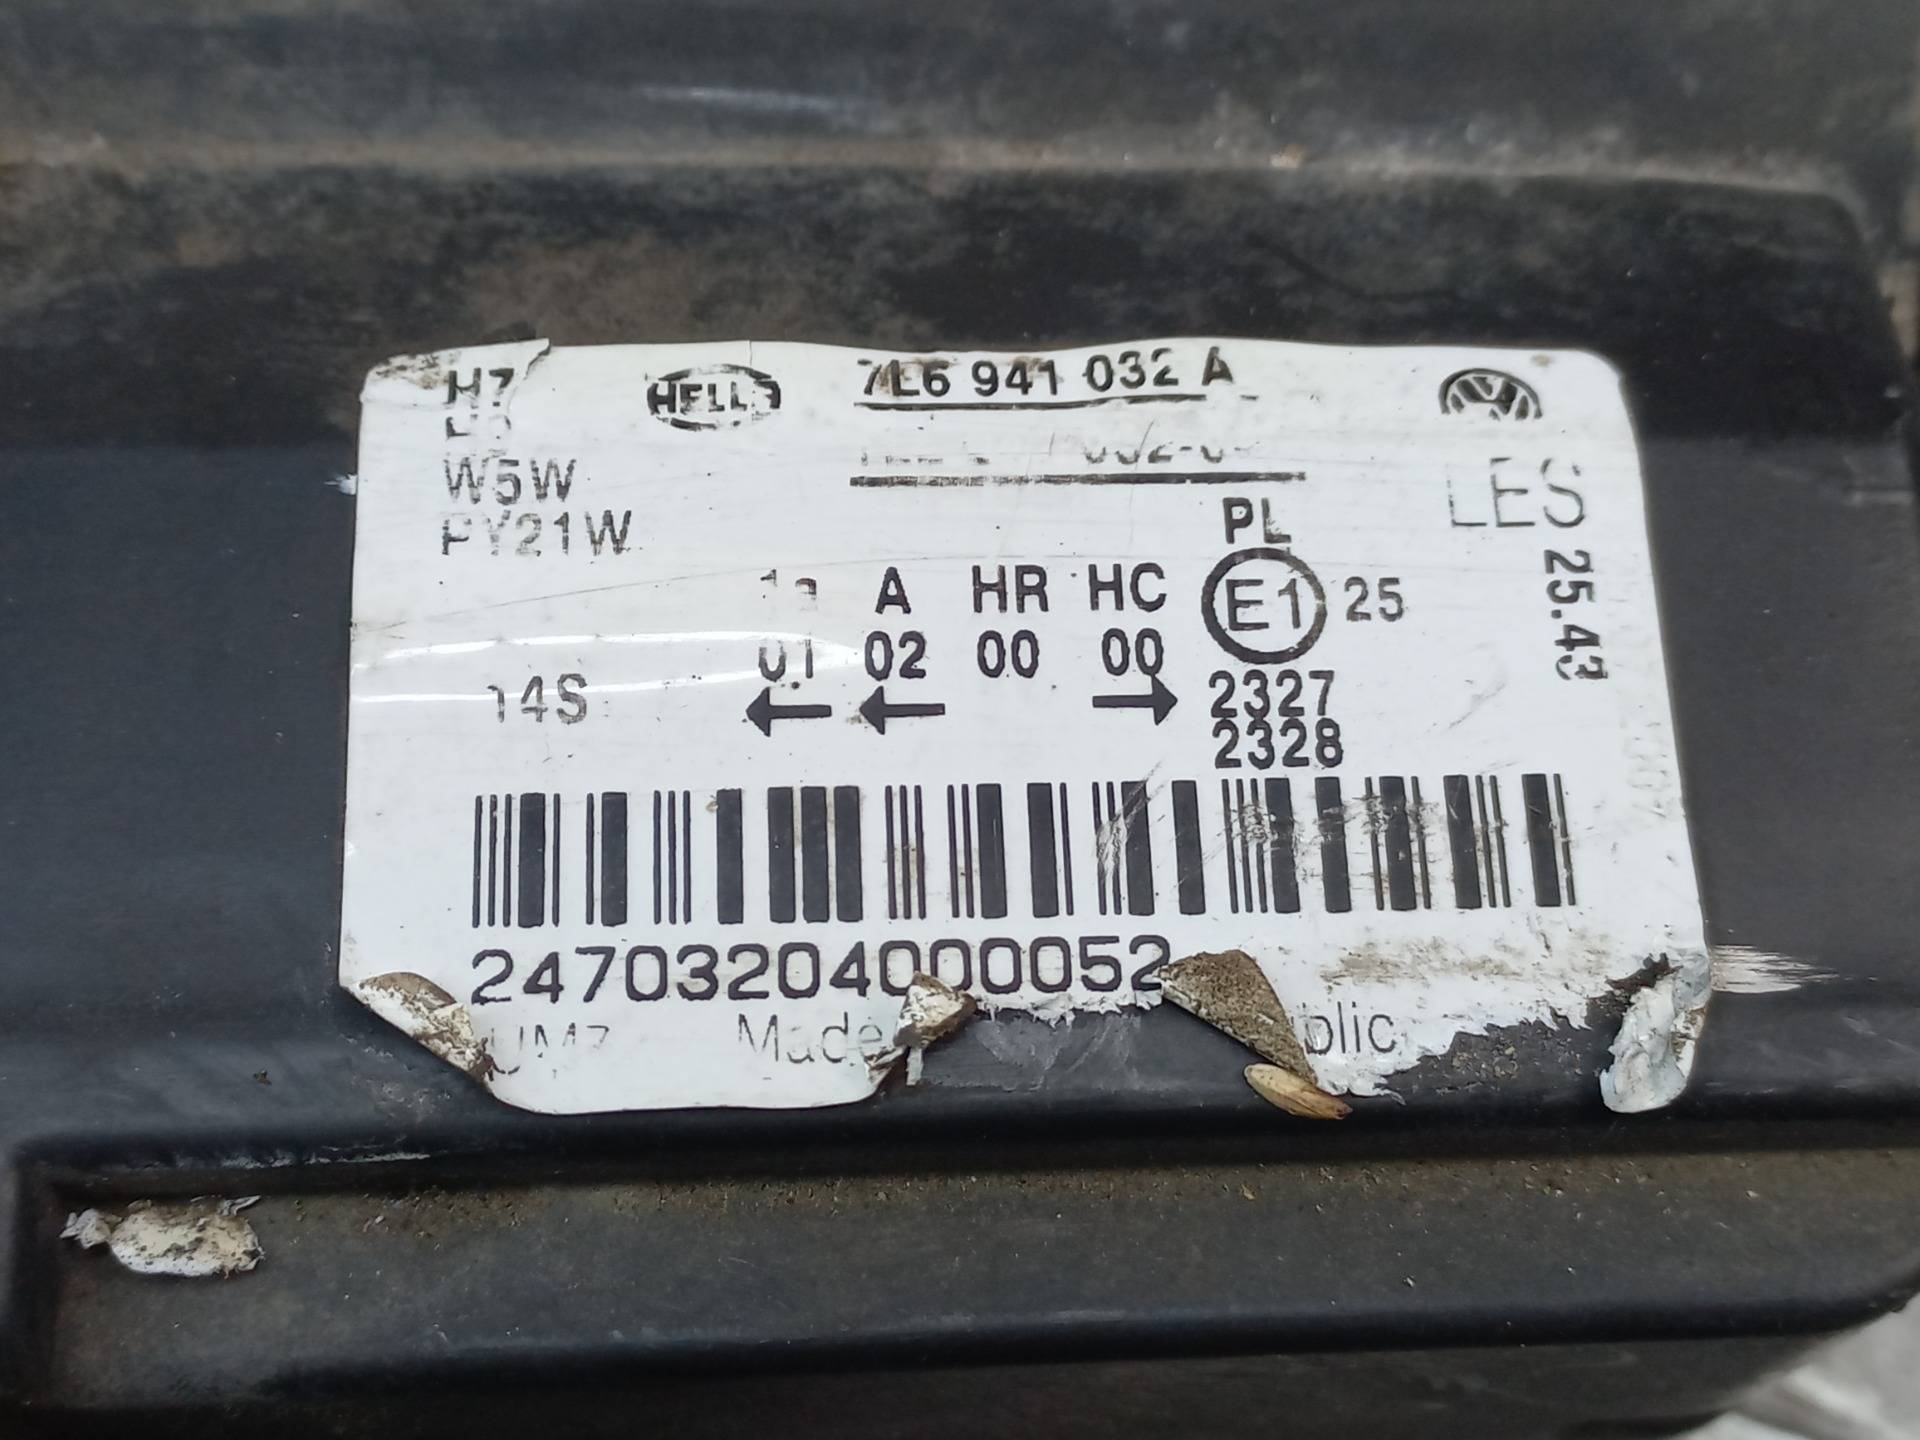 H7
HELLA
7L6 941 032 A
W5W
PY21W
LES
PL
A HR HC E1 25
01 02 00 00
25.43
14S
2327
2328
247032040000052
Made